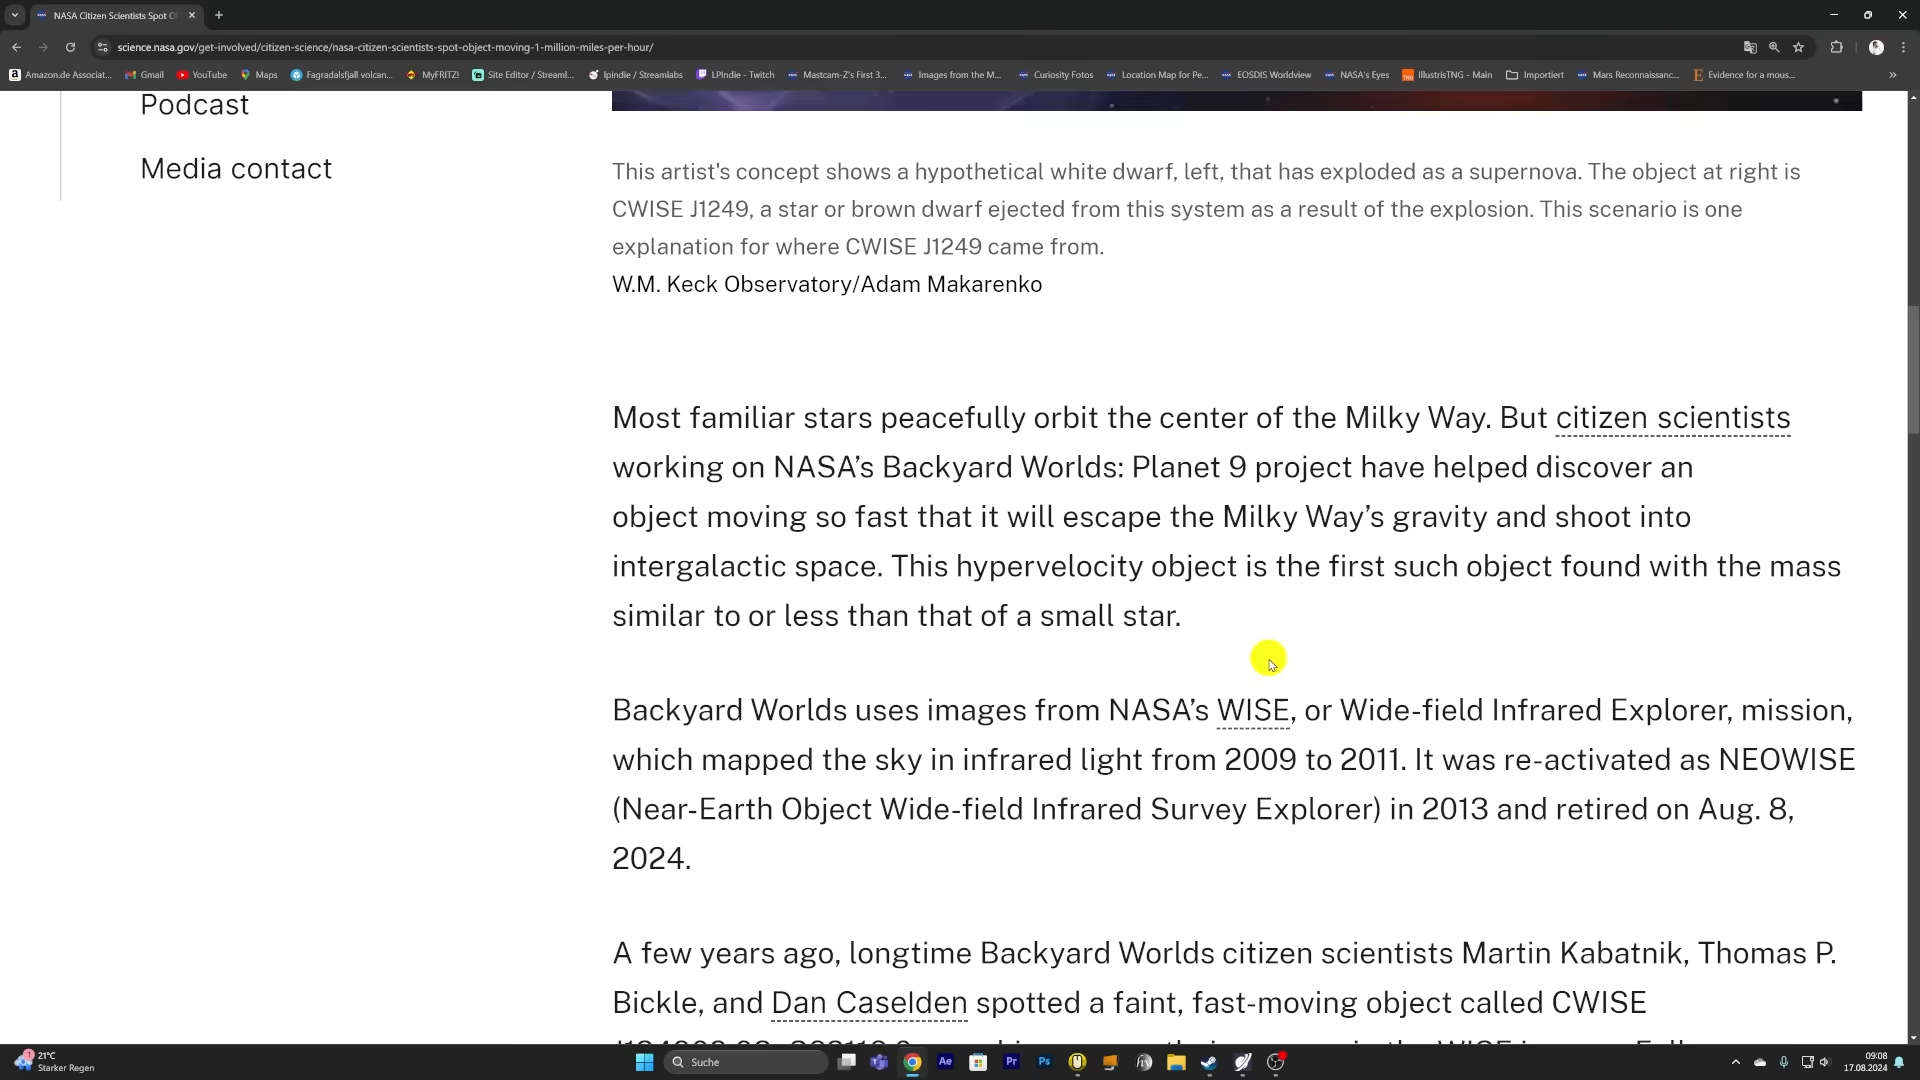 NASA Citizen Scientists Spot O
science.nasa.gov/get-involved/citizen-science/nasa-citizen-scientists-spot-object-moving-1-million-miles-per-hour/
Amazon.de Associat...
Gmail
YouTube
Maps
Fagradalsfjall volcan...
MyFRITZ!
Site Editor / Streaml...
lpindie / Streamlabs
LPIndie - Twitch
Mastcam-Z's First 3...
Images from the M...
Curiosity Fotos
Location Map for Pe...
EOSDIS Worldview
NASA's Eyes
TNG
IllustrisTNG - Main
Importiert
Mars Reconnaissanc...
Evidence for a mous...
Podcast
Media contact
This artist's concept shows a hypothetical white dwarf, left, that has exploded as a supernova. The object at right is
CWISE J1249, a star or brown dwarf ejected from this system as a result of the explosion. This scenario is one
explanation for where CWISE J1249 came from.
W.M. Keck Observatory/Adam Makarenko
Most familiar stars peacefully orbit the center of the Milky Way. But citizen scientists
working on NASA’s Backyard Worlds: Planet 9 project have helped discover an
object moving so fast that it will escape the Milky Way’s gravity and shoot into
intergalactic space. This hypervelocity object is the first such object found with the mass
similar to or less than that of a small star.
Backyard Worlds uses images from NASA’s WISE, or Wide-field Infrared Explorer, mission,
which mapped the sky in infrared light from 2009 to 2011. It was re-activated as NEOWISE
(Near-Earth Object Wide-field Infrared Survey Explorer) in 2013 and retired on Aug. 8,
2024.
A few years ago, longtime Backyard Worlds citizen scientists Martin Kabatnik, Thomas P.
Bickle, and Dan Caselden spotted a faint, fast-moving object called CWISE
1
21°C
Starker Regen
Suche
Ae
Pr
Ps
09:08
17.08.2024